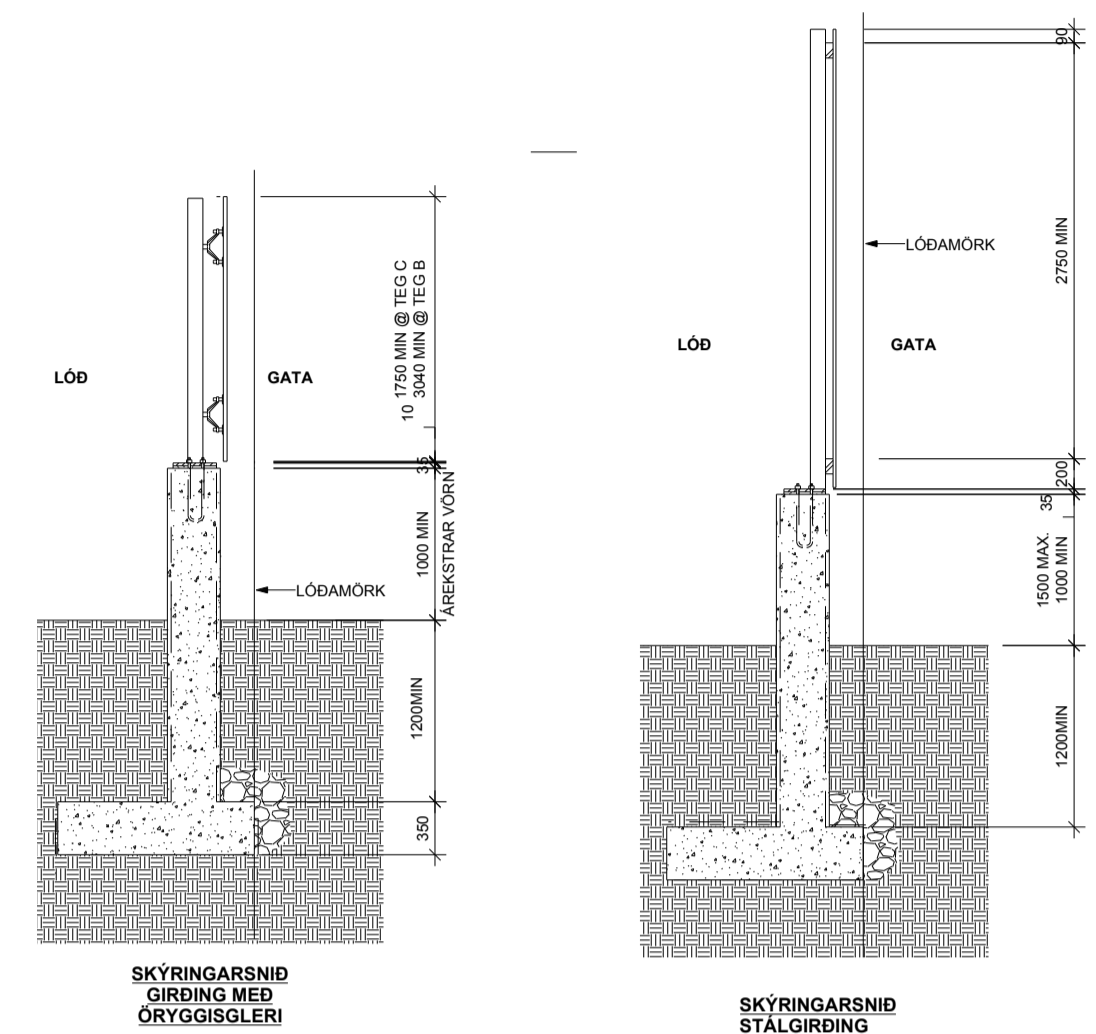 LÓÐ
GATA
10
1750 MIN @ TEG C
3040 MIN @ TEG B
35
1000 MIN
ÁREKSTRAR VÖRN
LÓÐAMÖRK
1200MIN
350
SKÝRINGARSNIÐ
GIRÐING MEÐ
ÖRYGGISGLERI
90
2750 MIN
LÓÐAMÖRK
LÓÐ
GATA
200
35
1500 MAX.
1000 MIN
1200MIN
SKÝRINGARSNIÐ
STÁLGIRÐING